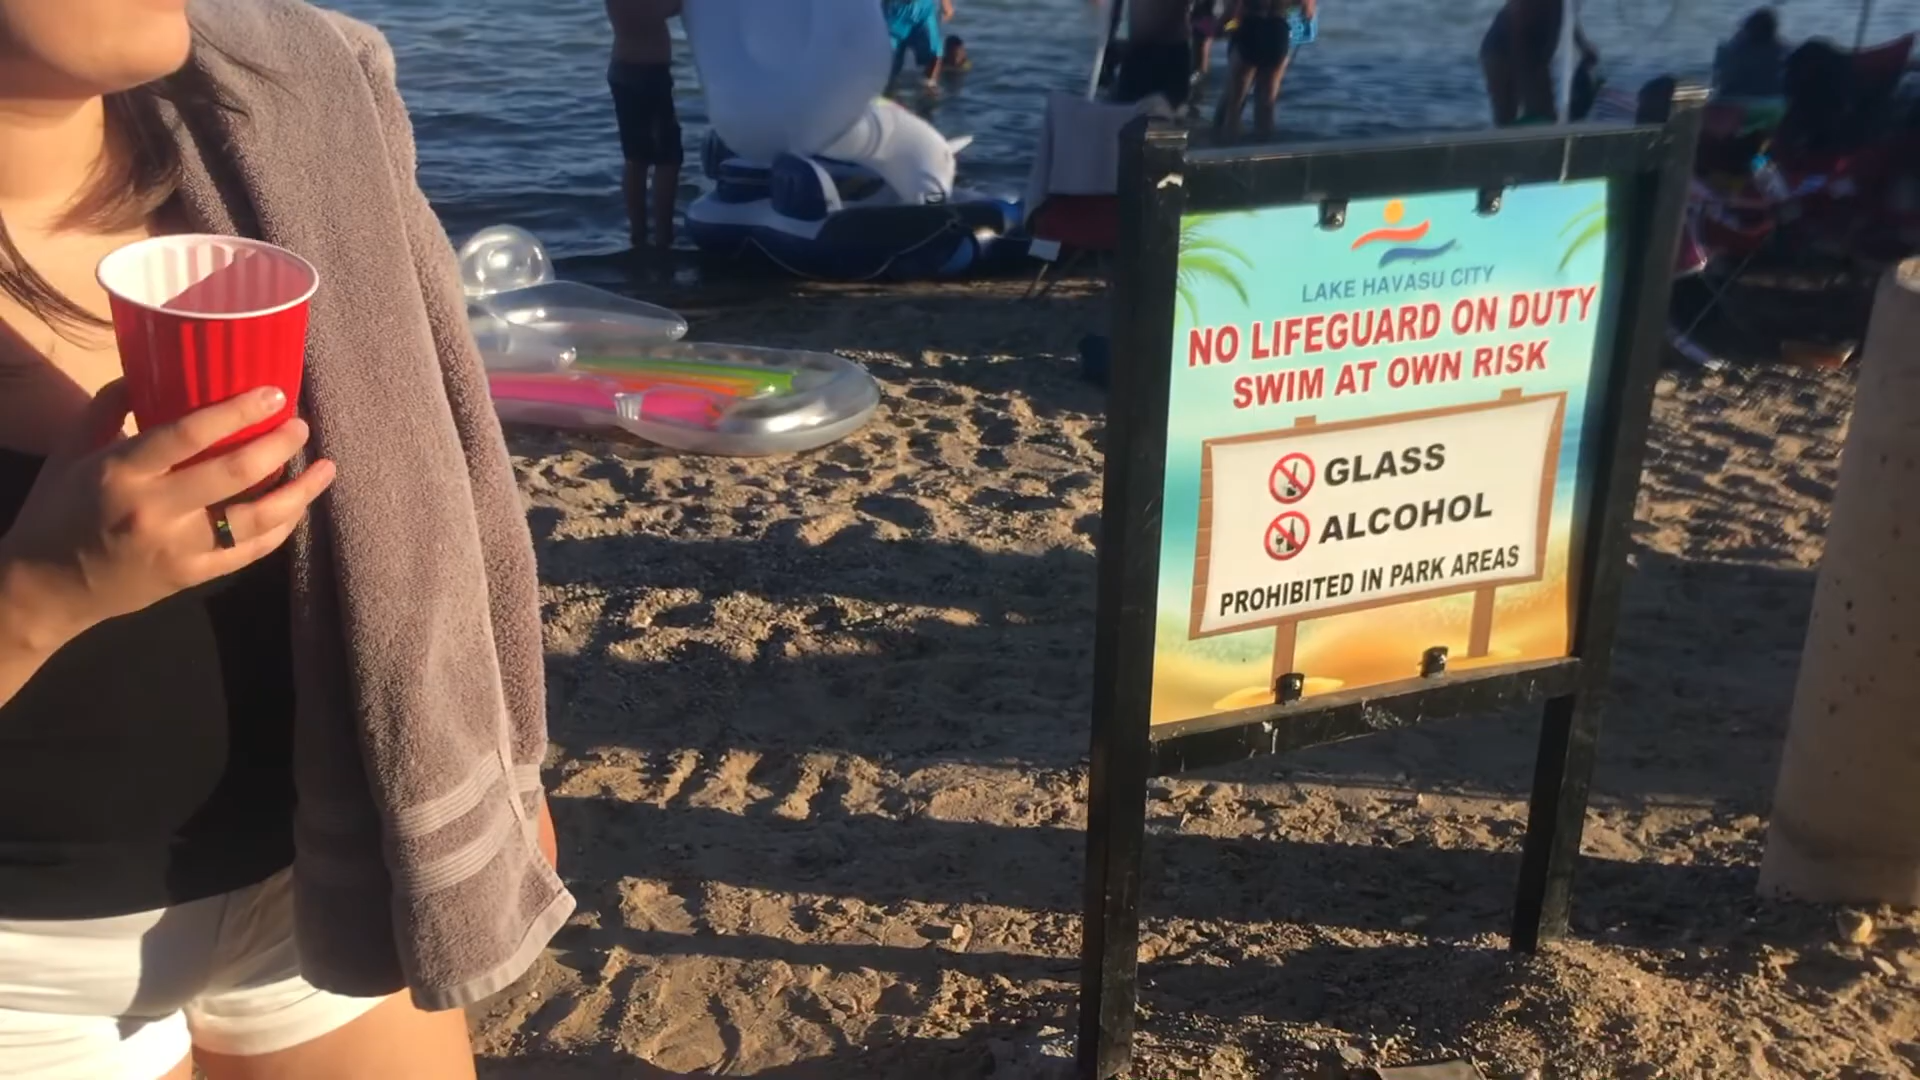 LAKE HAVASU CITY
NO LIFEGUARD ON DUTY
SWIM AT OWN RISK
GLASS
ALCOHOL
PROHIBITED IN PARK AREAS